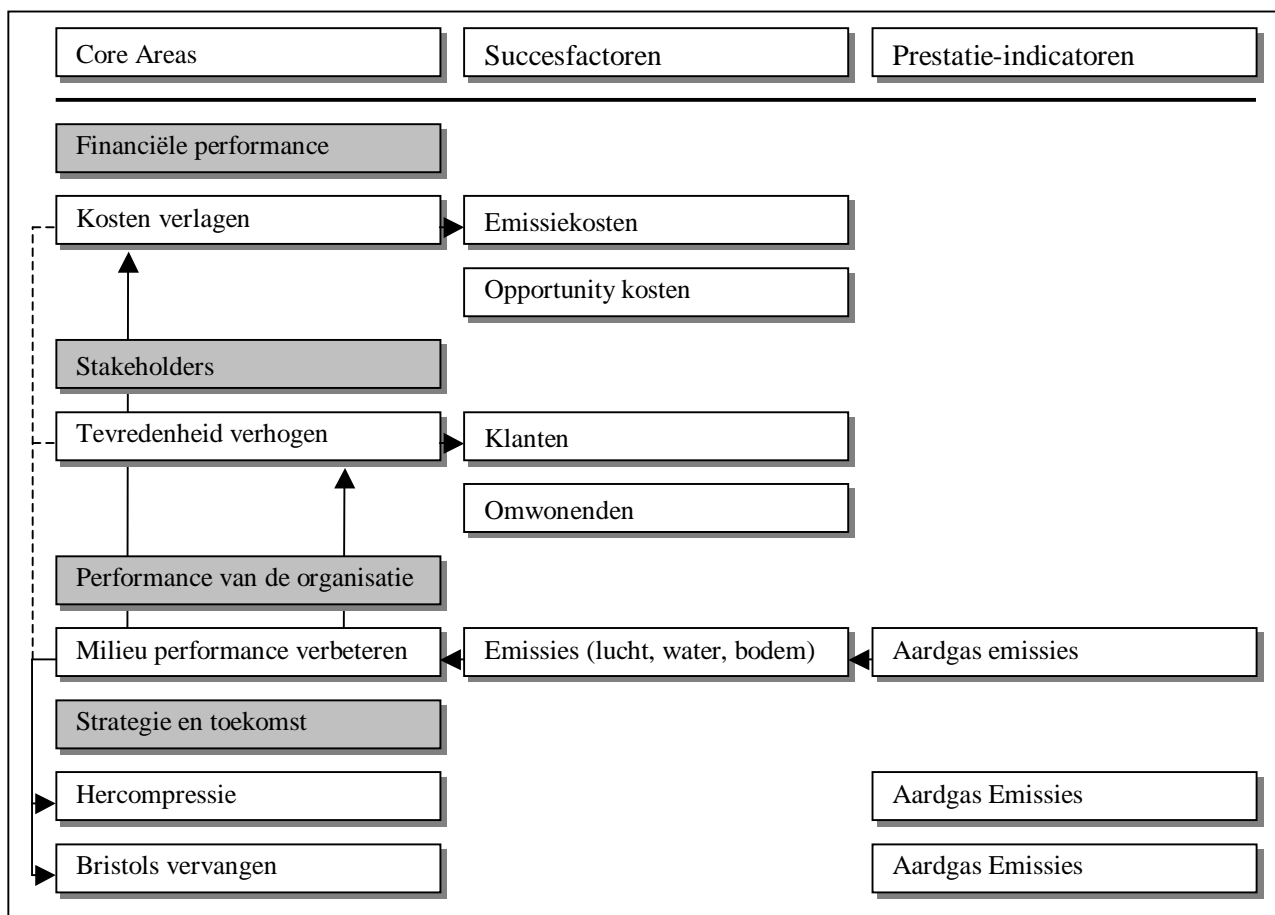 Core Areas
Succesfactoren
Prestatie-indicatoren
Financiële performance
Kosten verlagen
Emissiekosten
Opportunity kosten
Stakeholders
Tevredenheid verhogen
Klanten
Omwonenden
Performance van de organisatie
Milieu performance verbeteren
Emissies (lucht, water, bodem)
Aardgas emissies
Strategie en toekomst
Hercompressie
Aardgas Emissies
Bristols vervangen
Aardgas Emissies